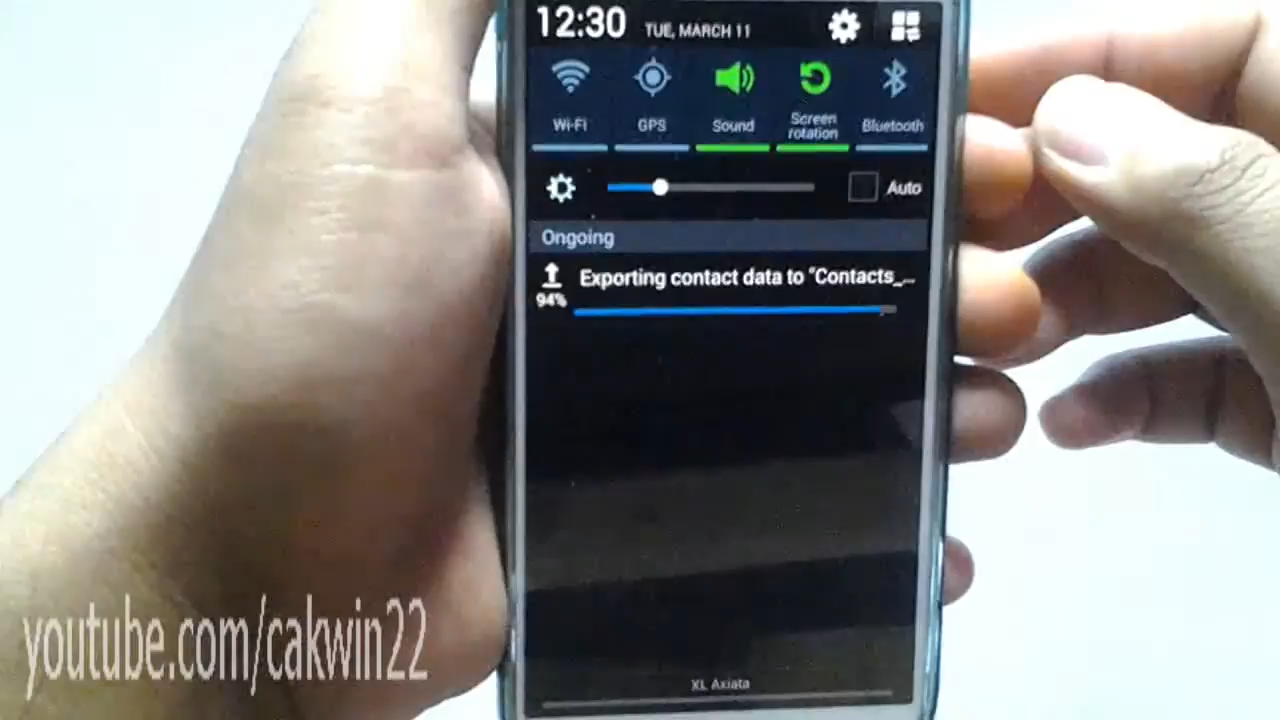 12:30 TUE, MARCH 11
Wi-Fi GPS Sound Screen rotation Bluetooth
Auto
Ongoing
Exporting contact data to "Contacts_...
94%
youtube.com/cakwin22
XL Axiata